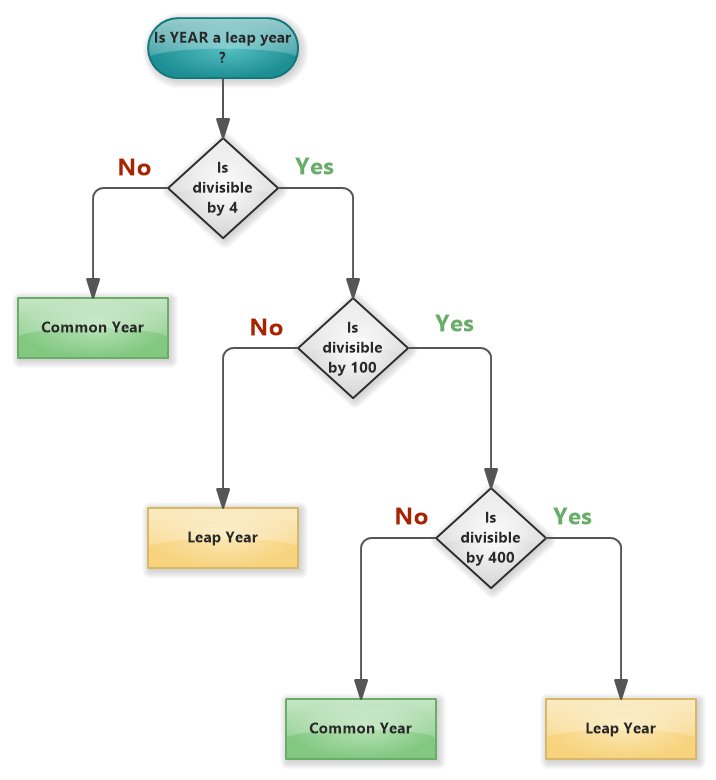 Is YEAR a leap year
?
No
Yes
Is
divisible
by 4
Common Year
No
Yes
Is
divisible
by 100
Leap Year
No
Yes
Is
divisible
by 400
Common Year
Leap Year